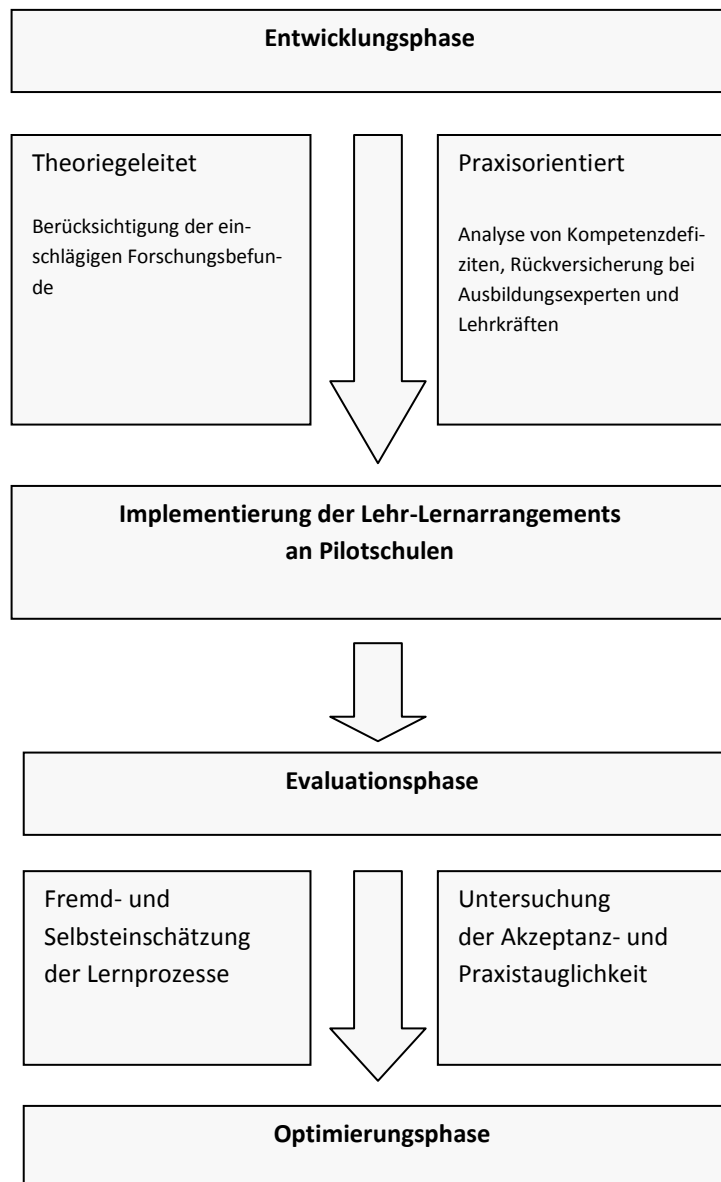 Entwicklungsphase
Theoriegeleitet
Berücksichtigung der ein-
schlägigen Forschungsbefun-
de
Praxisorientiert
Analyse von Kompetenzdefi-
ziten, Rückversicherung bei
Ausbildungsexperten und
Lehrkräften
Implementierung der Lehr-Lernarrangements
an Pilotschulen
Evaluationsphase
Fremd- und
Selbsteinschätzung
der Lernprozesse
Untersuchung
der Akzeptanz- und
Praxistauglichkeit
Optimierungsphase